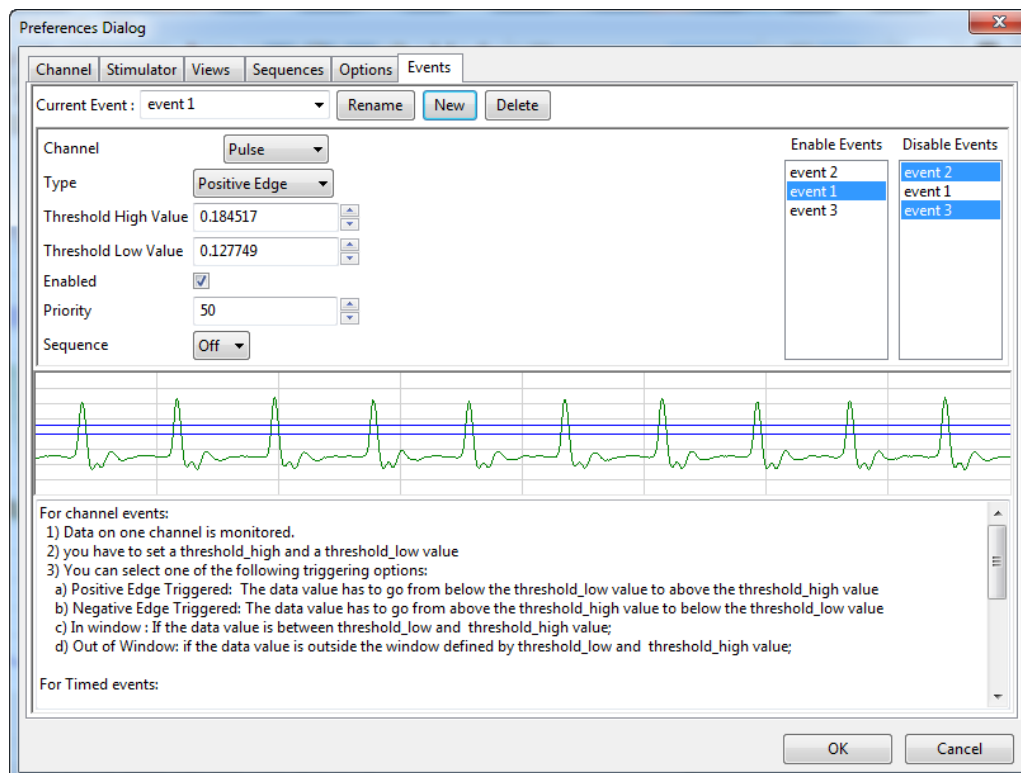 Preferences Dialog
x
Channel Stimulator Views Sequences Options Events
Current Event : event 1 Rename New Delete
Channel Pulse
Type Positive Edge
Threshold High Value 0.184517
Threshold Low Value 0.127749
Enabled
Priority 50
Sequence Off
Enable Events Disable Events
event 2 event 2
event 1 event 1
event 3 event 3
For channel events:
1) Data on one channel is monitored.
2) you have to set a threshold_high and a threshold_low value
3) You can select one of the following triggering options:
a) Positive Edge Triggered:  The data value has to go from below the threshold_low value to above the threshold_high value
b) Negative Edge Triggered: The data value has to go from above the threshold_high value to below the threshold_low value
c) In window : If the data value is between threshold_low and  threshold_high value;
d) Out of Window: if the data value is outside the window defined by threshold_low and  threshold_high value;
For Timed events:
OK Cancel